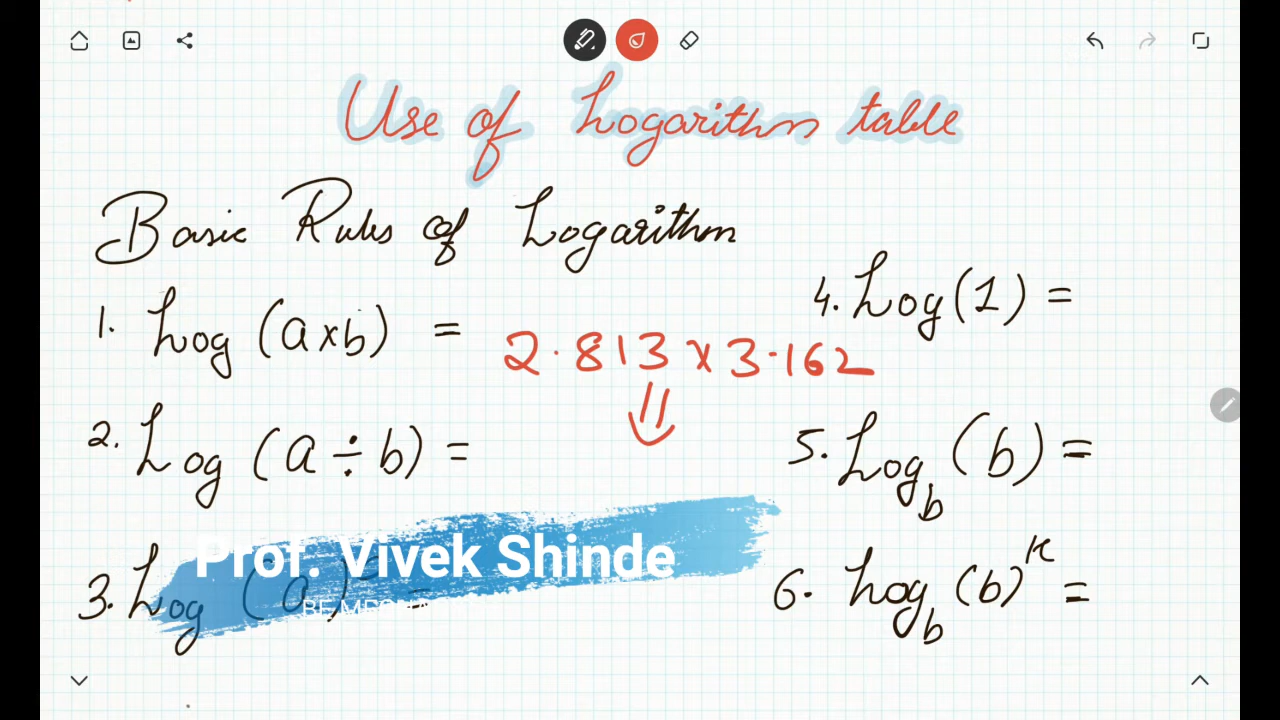 Use of Logarithm table
Basic Rules of Logarithm
1. Log (a×b) =
2.813 x 3.162
2. Log (a ÷ b) =
3. Log (a) =
4. Log (1) =
5. Log_b (b) =
6. Log_b (b)^k =
Prof. Vivek Shinde